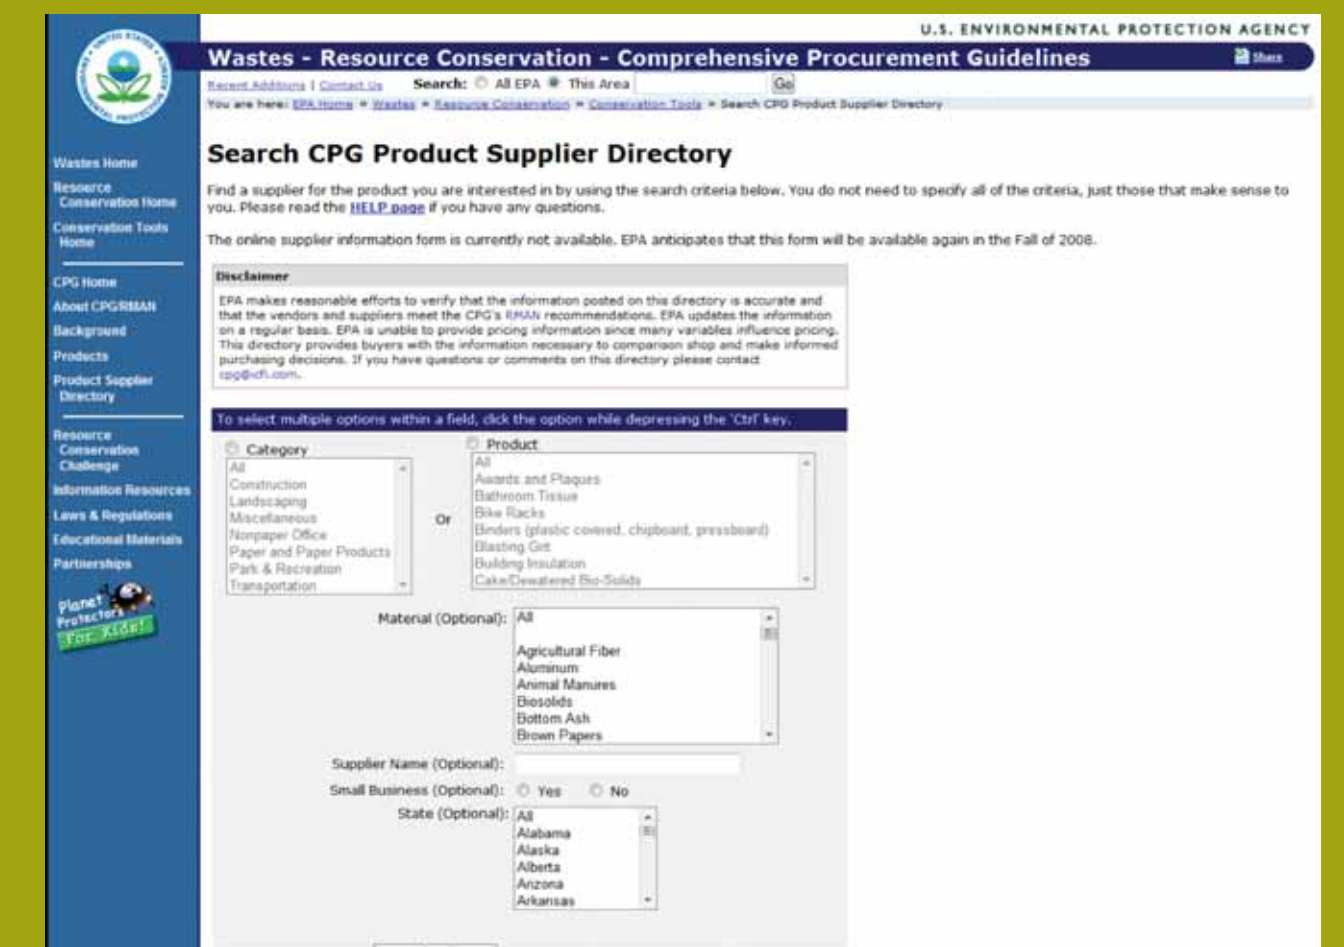 U.S. ENVIRONMENTAL PROTECTION AGENCY
Wastes - Resource Conservation - Comprehensive Procurement Guidelines
Share
Recent Additions | Contact Us Search: All EPA This Area Go
You are here: EPA Home » Wastes » Resource Conservation » Conservation Tools » Search CPG Product Supplier Directory
Search CPG Product Supplier Directory
Find a supplier for the product you are interested in by using the search criteria below. You do not need to specify all of the criteria, just those that make sense to
you. Please read the HELP page if you have any questions.
The online supplier information form is currently not available. EPA anticipates that this form will be available again in the Fall of 2008.
Wastes Home
Resource
Conservation Home
Conservation Tools
Home
CPG Home
About CPG/RMAN
Background
Products
Product Supplier
Directory
Resource
Conservation
Challenge
Information Resources
Laws & Regulations
Educational Materials
Partnerships
Planet
Protectors
For Kids!
Disclaimer
EPA makes reasonable efforts to verify that the information posted on this directory is accurate and
that the vendors and suppliers meet the CPG's RMAN recommendations. EPA updates the information
on a regular basis. EPA is unable to provide pricing information since many variables influence pricing.
This directory provides buyers with the information necessary to comparison shop and make informed
purchasing decisions. If you have questions or comments on this directory please contact
cpg@icfi.com.
To select multiple options within a field, click the option while depressing the 'Ctrl' key.
Category
All
Construction
Landscaping
Miscellaneous
Nonpaper Office
Paper and Paper Products
Park & Recreation
Transportation
Or
Product
All
Awards and Plaques
Bathroom Tissue
Bike Racks
Binders (plastic covered, chipboard, pressboard)
Blasting Grit
Building Insulation
Cake/Dewatered Bio-Solids
Material (Optional): All
Agricultural Fiber
Aluminum
Animal Manures
Biosolids
Bottom Ash
Brown Papers
Supplier Name (Optional):
Small Business (Optional): Yes No
State (Optional): All
Alabama
Alaska
Alberta
Arizona
Arkansas